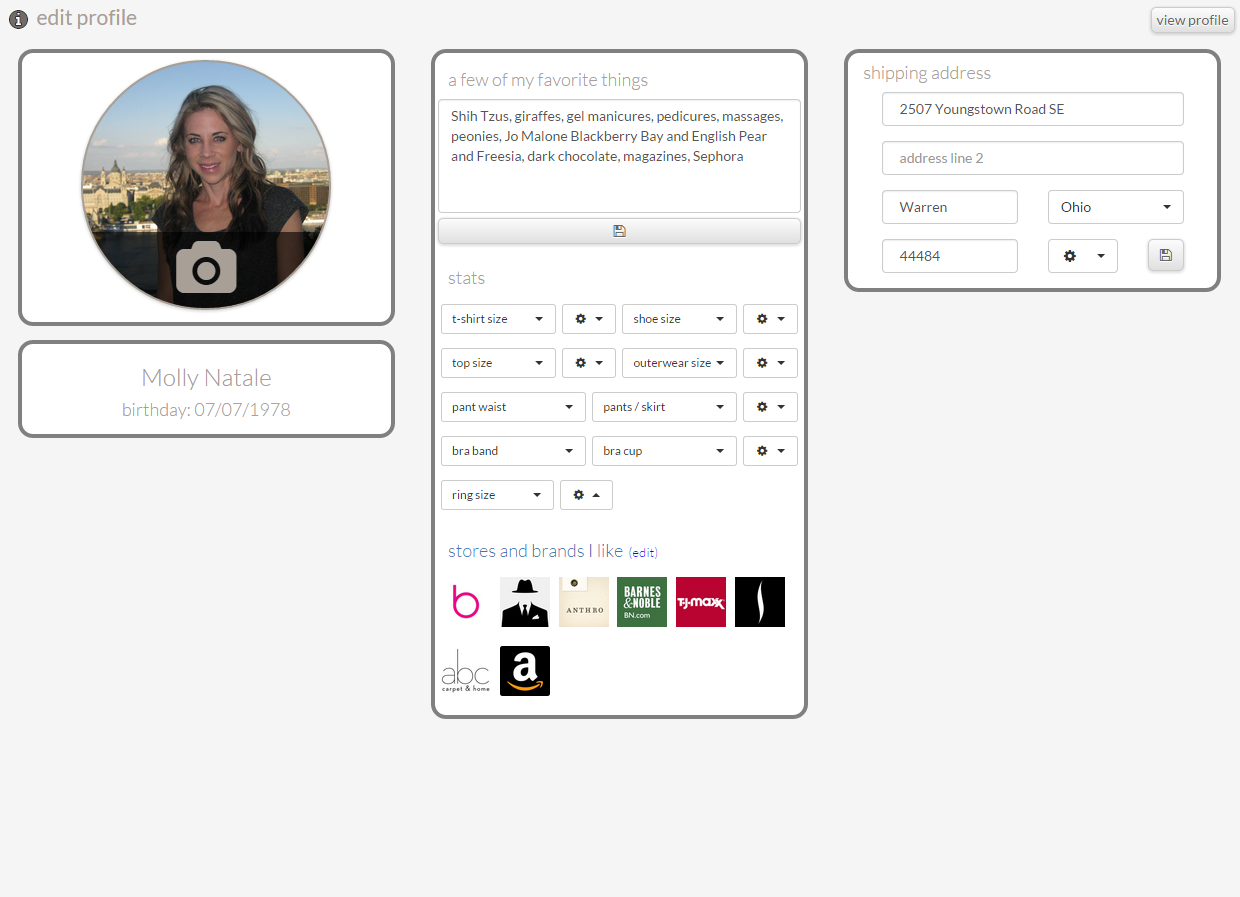 edit profile
view profile
Molly Natale
birthday: 07/07/1978
a few of my favorite things
Shih Tzus, giraffes, gel manicures, pedicures, massages,
peonies, Jo Malone Blackberry Bay and English Pear
and Freesia, dark chocolate, magazines, Sephora
stats
t-shirt size
shoe size
top size
outerwear size
pant waist
pants / skirt
bra band
bra cup
ring size
stores and brands I like (edit)
b
ANTHRO
BARNES
&NOBLE
BN.com
T•J•maxx
abc
carpet & home
a
shipping address
2507 Youngstown Road SE
address line 2
Warren
Ohio
44484